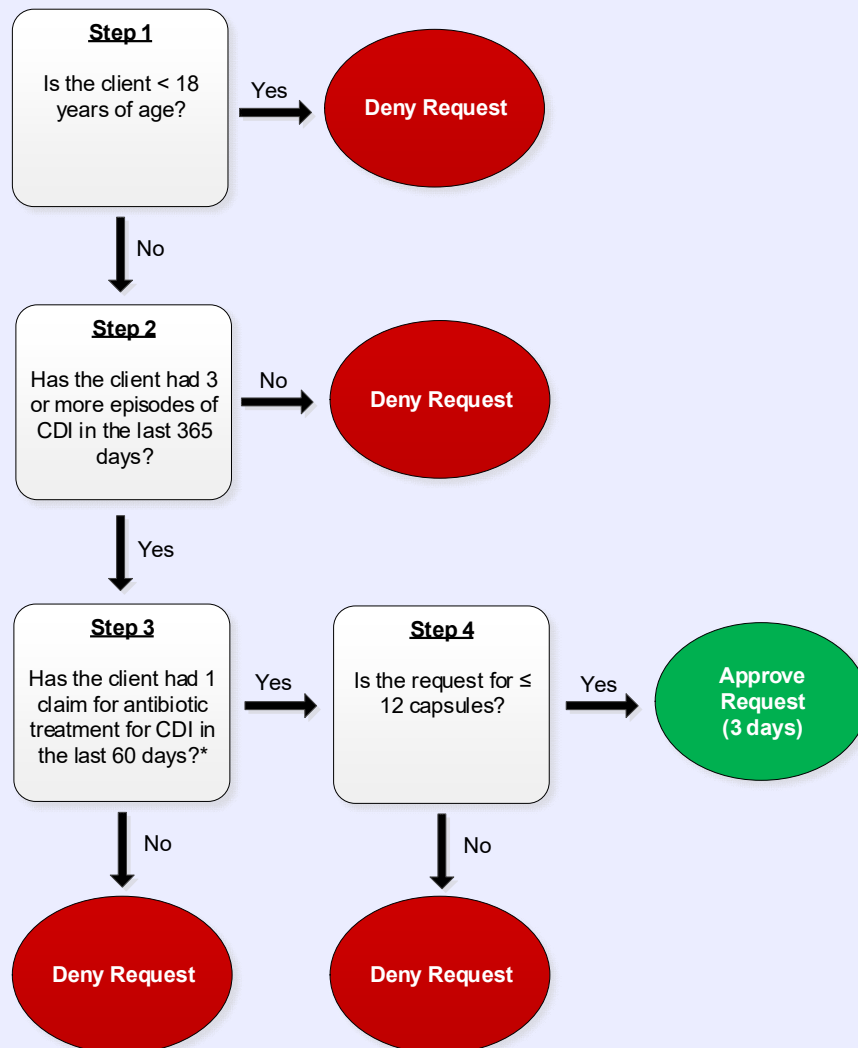 Step 1
Is the client < 18
years of age?
Yes
Deny Request
No
Step 2
Has the client had 3
or more episodes of
CDI in the last 365
days?
No
Deny Request
Yes
Step 3
Has the client had 1
claim for antibiotic
treatment for CDI in
the last 60 days?*
Yes
Step 4
Is the request for ≤
12 capsules?
Yes
Approve
Request
(3 days)
No
Deny Request
No
Deny Request